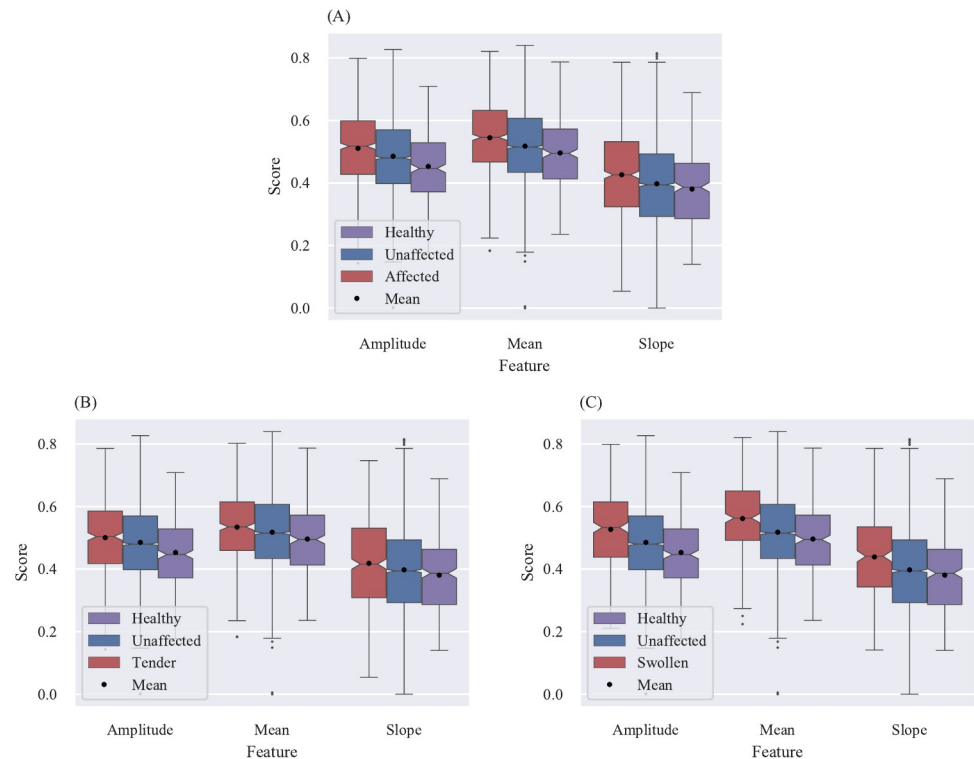 (A)
0.8
0.6
0.4
0.2
0.0
Score
Healthy
Unaffected
Affected
Mean
Amplitude
Mean
Slope
Feature
(B)
0.8
0.6
0.4
0.2
0.0
Score
Healthy
Unaffected
Tender
Mean
Amplitude
Mean
Slope
Feature
(C)
0.8
0.6
0.4
0.2
0.0
Score
Healthy
Unaffected
Swollen
Mean
Amplitude
Mean
Slope
Feature